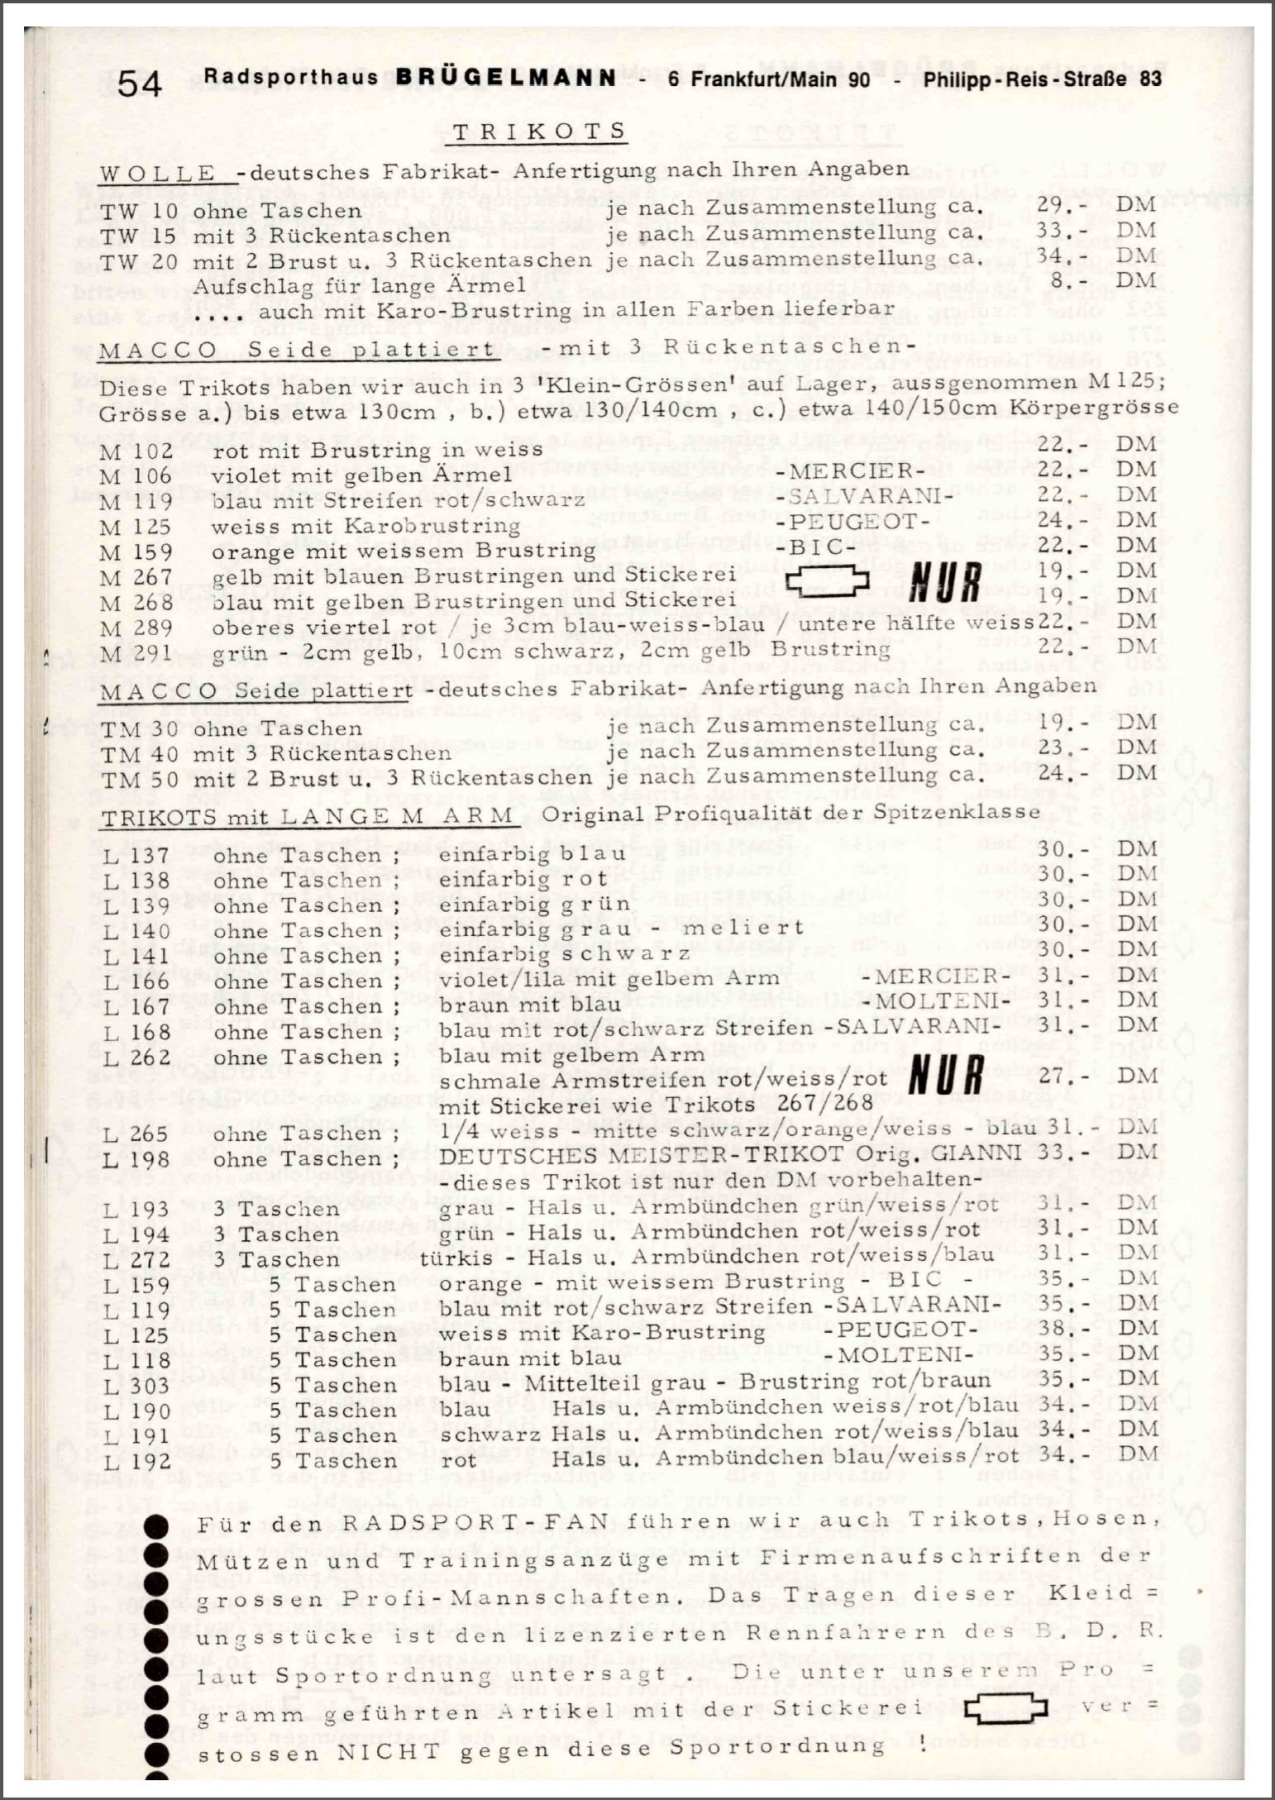 54 Radsporthaus BRÜGELMANN - 6 Frankfurt/Main 90 - Philipp-Reis-Straße 83
TRIKOTS
WOLLE -deutsches Fabrikat- Anfertigung nach Ihren Angaben
TW 10 ohne Taschen je nach Zusammenstellung ca. 29.- DM
TW 15 mit 3 Rückentaschen je nach Zusammenstellung ca. 33.- DM
TW 20 mit 2 Brust u. 3 Rückentaschen je nach Zusammenstellung ca. 34.- DM
Aufschlag für lange Ärmel 8.- DM
.... auch mit Karo-Brustring in allen Farben lieferbar
MACCO Seide plattiert -mit 3 Rückentaschen-
Diese Trikots haben wir auch in 3 'Klein-Grössen' auf Lager, aussgenommen M 125;
Grösse a.) bis etwa 130cm , b.) etwa 130/140cm , c.) etwa 140/150cm Körpergrösse
M 102 rot mit Brustring in weiss 22.- DM
M 106 violet mit gelben Ärmel -MERCIER- 22.- DM
M 119 blau mit Streifen rot/schwarz -SALVARANI- 22.- DM
M 125 weiss mit Karobrustring -PEUGEOT- 24.- DM
M 159 orange mit weissem Brustring -BIC- 22.- DM
M 267 gelb mit blauen Brustringen und Stickerei NUR 19.- DM
M 268 blau mit gelben Brustringen und Stickerei 19.- DM
M 289 oberes viertel rot / je 3cm blau-weiss-blau / untere hälfte weiss22.- DM
M 291 grün - 2cm gelb, 10cm schwarz, 2cm gelb Brustring 22.- DM
MACCO Seide plattiert -deutsches Fabrikat- Anfertigung nach Ihren Angaben
TM 30 ohne Taschen je nach Zusammenstellung ca. 19.- DM
TM 40 mit 3 Rückentaschen je nach Zusammenstellung ca. 23.- DM
TM 50 mit 2 Brust u. 3 Rückentaschen je nach Zusammenstellung ca. 24.- DM
TRIKOTS mit LANGEM ARM Original Profiqualität der Spitzenklasse
L 137 ohne Taschen ; einfarbig blau 30.- DM
L 138 ohne Taschen ; einfarbig rot 30.- DM
L 139 ohne Taschen ; einfarbig grün 30.- DM
L 140 ohne Taschen ; einfarbig grau - meliert 30.- DM
L 141 ohne Taschen ; einfarbig schwarz 30.- DM
L 166 ohne Taschen ; violet/lila mit gelbem Arm -MERCIER- 31.- DM
L 167 ohne Taschen ; braun mit blau -MOLTENI- 31.- DM
L 168 ohne Taschen ; blau mit rot/schwarz Streifen -SALVARANI- 31.- DM
L 262 ohne Taschen ; blau mit gelbem Arm
schmale Armstreifen rot/weiss/rot NUR 27.- DM
mit Stickerei wie Trikots 267/268
L 265 ohne Taschen ; 1/4 weiss - mitte schwarz/orange/weiss - blau 31.- DM
L 198 ohne Taschen ; DEUTSCHES MEISTER-TRIKOT Orig. GIANNI 33.- DM
-dieses Trikot ist nur den DM vorbehalten-
L 193 3 Taschen grau - Hals u. Armbündchen grün/weiss/rot 31.- DM
L 194 3 Taschen grün - Hals u. Armbündchen rot/weiss/rot 31.- DM
L 272 3 Taschen türkis - Hals u. Armbündchen rot/weiss/blau 31.- DM
L 159 5 Taschen orange - mit weissem Brustring - BIC - 35.- DM
L 119 5 Taschen blau mit rot/schwarz Streifen -SALVARANI- 35.- DM
L 125 5 Taschen weiss mit Karo-Brustring -PEUGEOT- 38.- DM
L 118 5 Taschen braun mit blau -MOLTENI- 35.- DM
L 303 5 Taschen blau - Mittelteil grau - Brustring rot/braun 35.- DM
L 190 5 Taschen blau Hals u. Armbündchen weiss/rot/blau 34.- DM
L 191 5 Taschen schwarz Hals u. Armbündchen rot/weiss/blau 34.- DM
L 192 5 Taschen rot Hals u. Armbündchen blau/weiss/rot 34.- DM
Für den RADSPORT-FAN führen wir auch Trikots, Hosen,
Mützen und Trainingsanzüge mit Firmenaufschriften der
grossen Profi-Mannschaften. Das Tragen dieser Kleid =
ungsstücke ist den lizenzierten Rennfahrern des B. D. R.
laut Sportordnung untersagt . Die unter unserem Pro =
gramm geführten Artikel mit der Stickerei ver =
stossen NICHT gegen diese Sportordnung !